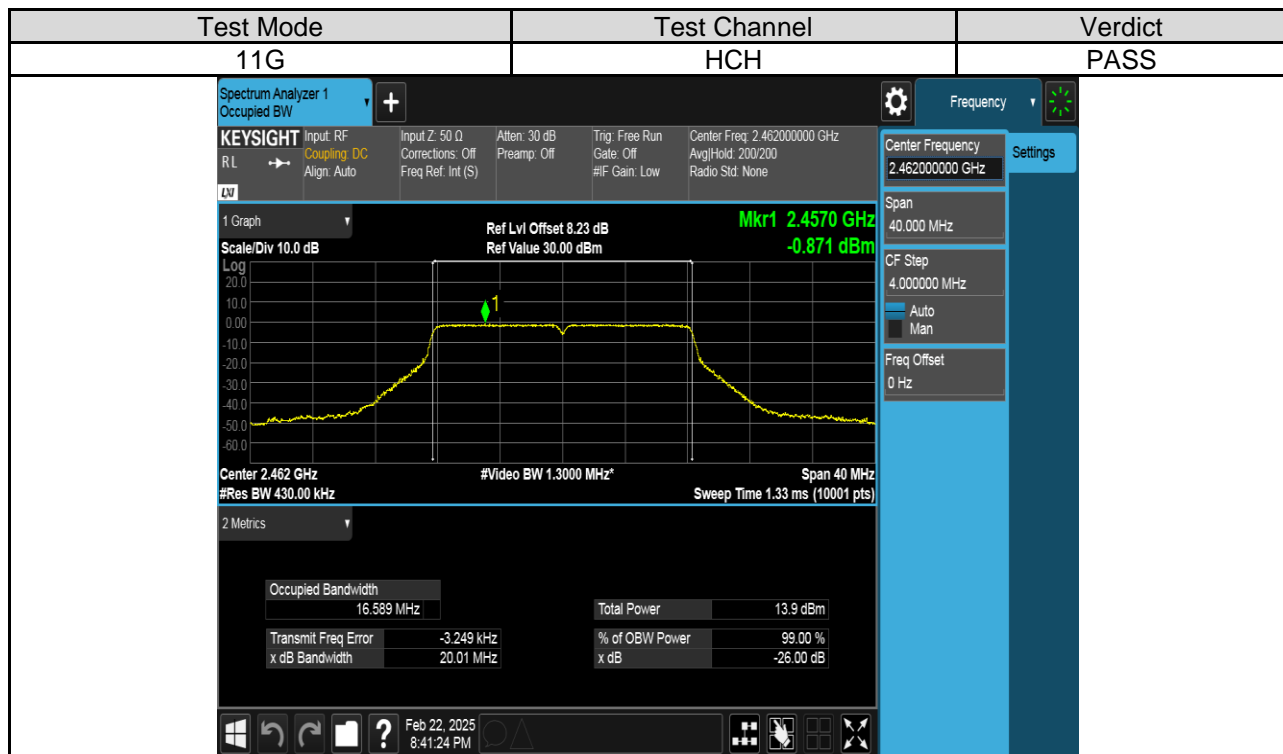 Test Mode Test Channel Verdict
11G HCH PASS
Spectrum Analyzer 1
Occupied BW
+
Frequency
KEYSIGHT
R L
LXI
Input: RF
Coupling: DC
Align: Auto
Input Z: 50 Ω
Corrections: Off
Freq Ref: Int (S)
Atten: 30 dB
Preamp: Off
Trig: Free Run
Gate: Off
#IF Gain: Low
Center Freq: 2.462000000 GHz
Avg|Hold: 200/200
Radio Std: None
Center Frequency
2.462000000 GHz
Settings
Span
40.000 MHz
CF Step
4.000000 MHz
Auto
Man
Freq Offset
0 Hz
1 Graph
Scale/Div 10.0 dB
Ref Lvl Offset 8.23 dB
Ref Value 30.00 dBm
Mkr1 2.4570 GHz
-0.871 dBm
Log
20.0
10.0
0.00
-10.0
-20.0
-30.0
-40.0
-50.0
-60.0
1
Center 2.462 GHz
#Res BW 430.00 kHz
#Video BW 1.3000 MHz*
Span 40 MHz
Sweep Time 1.33 ms (10001 pts)
2 Metrics
Occupied Bandwidth
16.589 MHz
Total Power 13.9 dBm
Transmit Freq Error -3.249 kHz
% of OBW Power 99.00 %
x dB Bandwidth 20.01 MHz
x dB -26.00 dB
?
Feb 22, 2025
8:41:24 PM